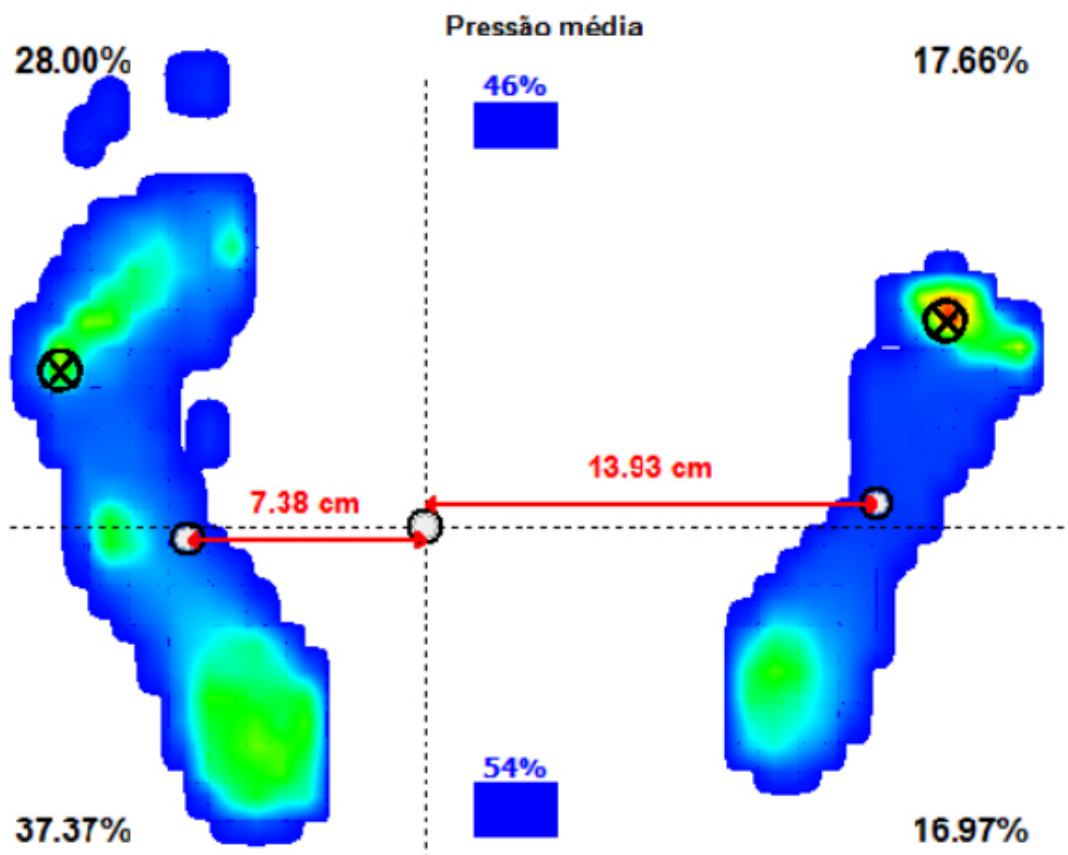 Pressão média
28.00%
17.66%
46%
13.93 cm
7.38 cm
54%
37.37%
16.97%